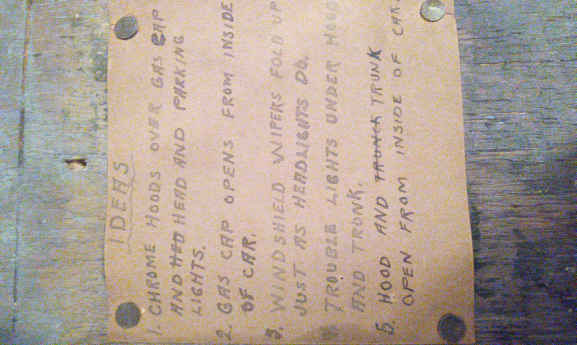 IDEAS
1. CHROME HOODS OVER GAS CAP
AND HED HEAD AND PARKING
LIGHTS.
2. GAS CAP OPENS FROM INSIDE
OF CAR.
3. WINDSHIELD WIPERS FOLD UP
JUST AS HEADLIGHTS DO.
TROUBLE LIGHTS UNDER HOOD
AND TRUNK.
5. HOOD AND TRUNCK TRUNK
OPEN FROM INSIDE OF CAR.